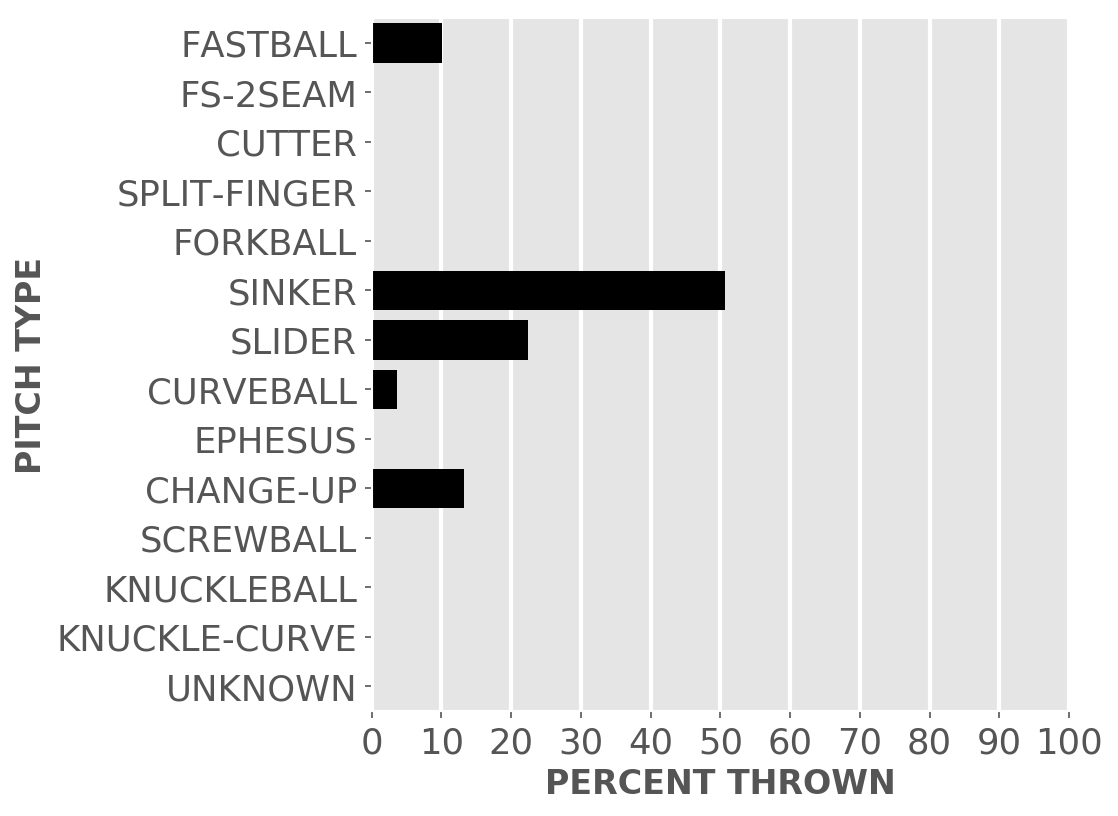 FASTBALL
FS-2SEAM
CUTTER
SPLIT-FINGER
FORKBALL
SINKER
SLIDER
CURVEBALL
EPHESUS
CHANGE-UP
SCREWBALL
KNUCKLEBALL
KNUCKLE-CURVE
UNKNOWN
PITCH TYPE
0 10 20 30 40 50 60 70 80 90 100
PERCENT THROWN